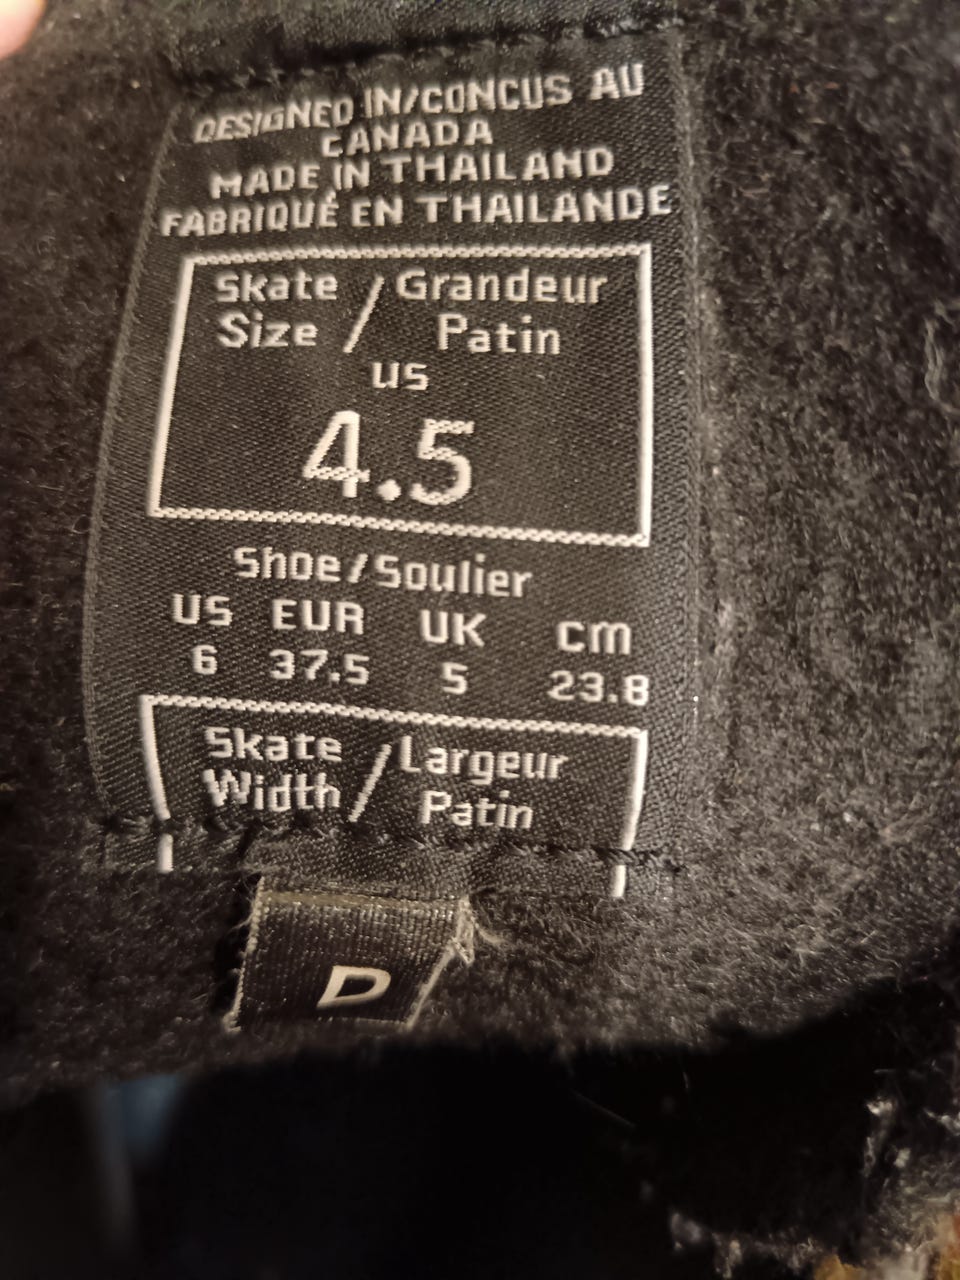 DESIGNED IN/CONCUS AU
CANADA
MADE IN THAILAND
FABRIQUÉ EN THAILANDE
Skate / Grandeur
Size / Patin
US
4.5
Shoe/Soulier
US EUR UK cm
6 37.5 5 23.8
Skate / Largeur
Width / Patin
D